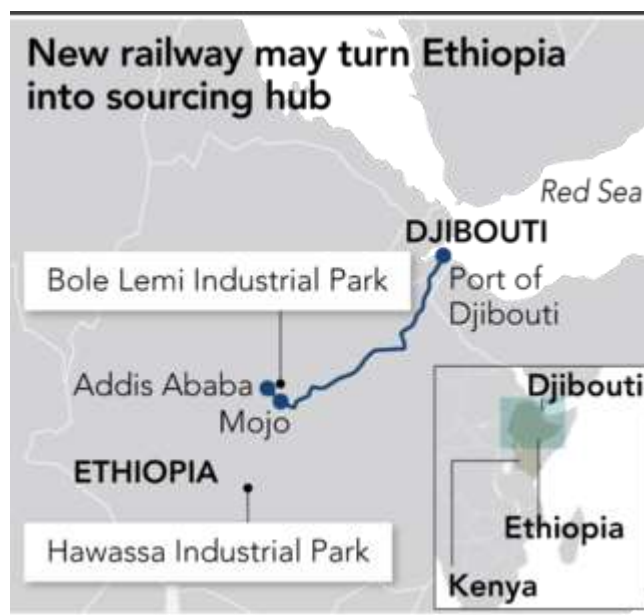 New railway may turn Ethiopia
into sourcing hub
Red Sea
DJIBOUTI
Bole Lemi Industrial Park
Port of
Djibouti
Addis Ababa
Mojo
Djibouti
ETHIOPIA
Ethiopia
Hawassa Industrial Park
Kenya